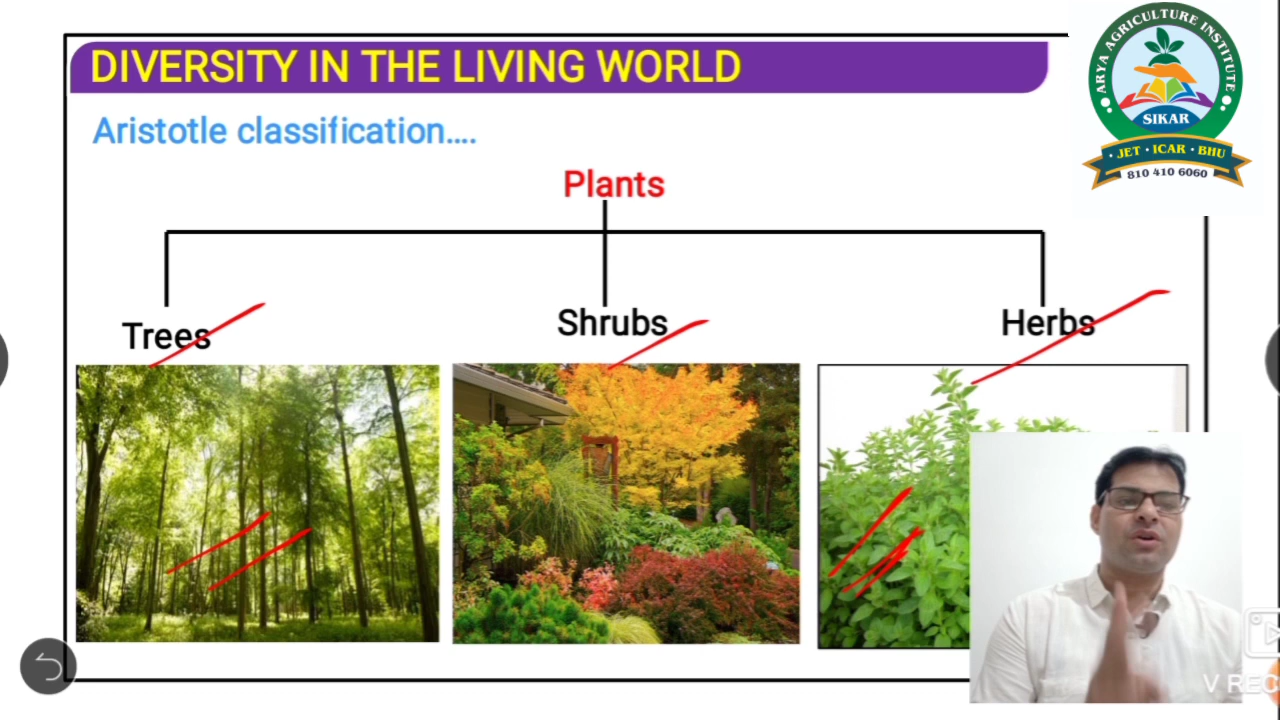 DIVERSITY IN THE LIVING WORLD
Aristotle classification....
Plants
Trees
Shrubs
Herbs
ARYA AGRICULTURE INSTITUTE
SIKAR
• JET • ICAR • BHU
810 410 6060
V REC